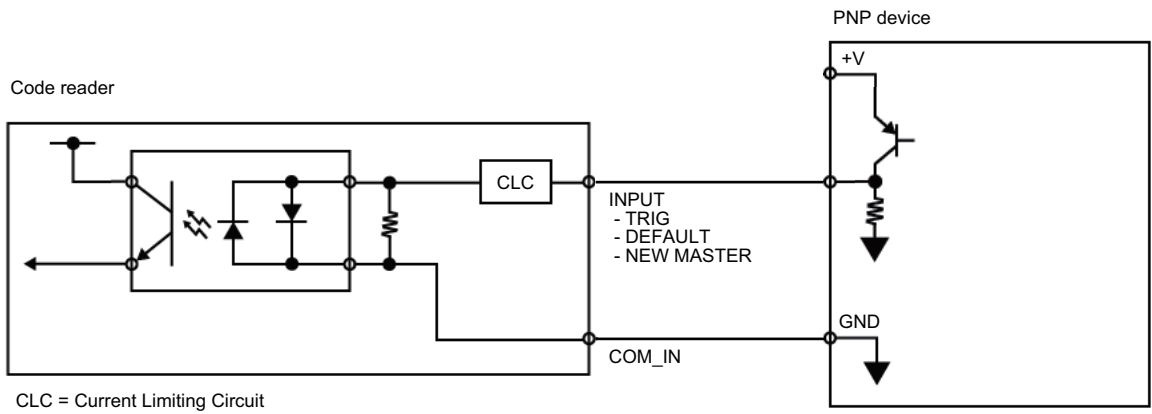 PNP device
+V
Code reader
CLC
INPUT
- TRIG
- DEFAULT
- NEW MASTER
GND
COM_IN
CLC = Current Limiting Circuit